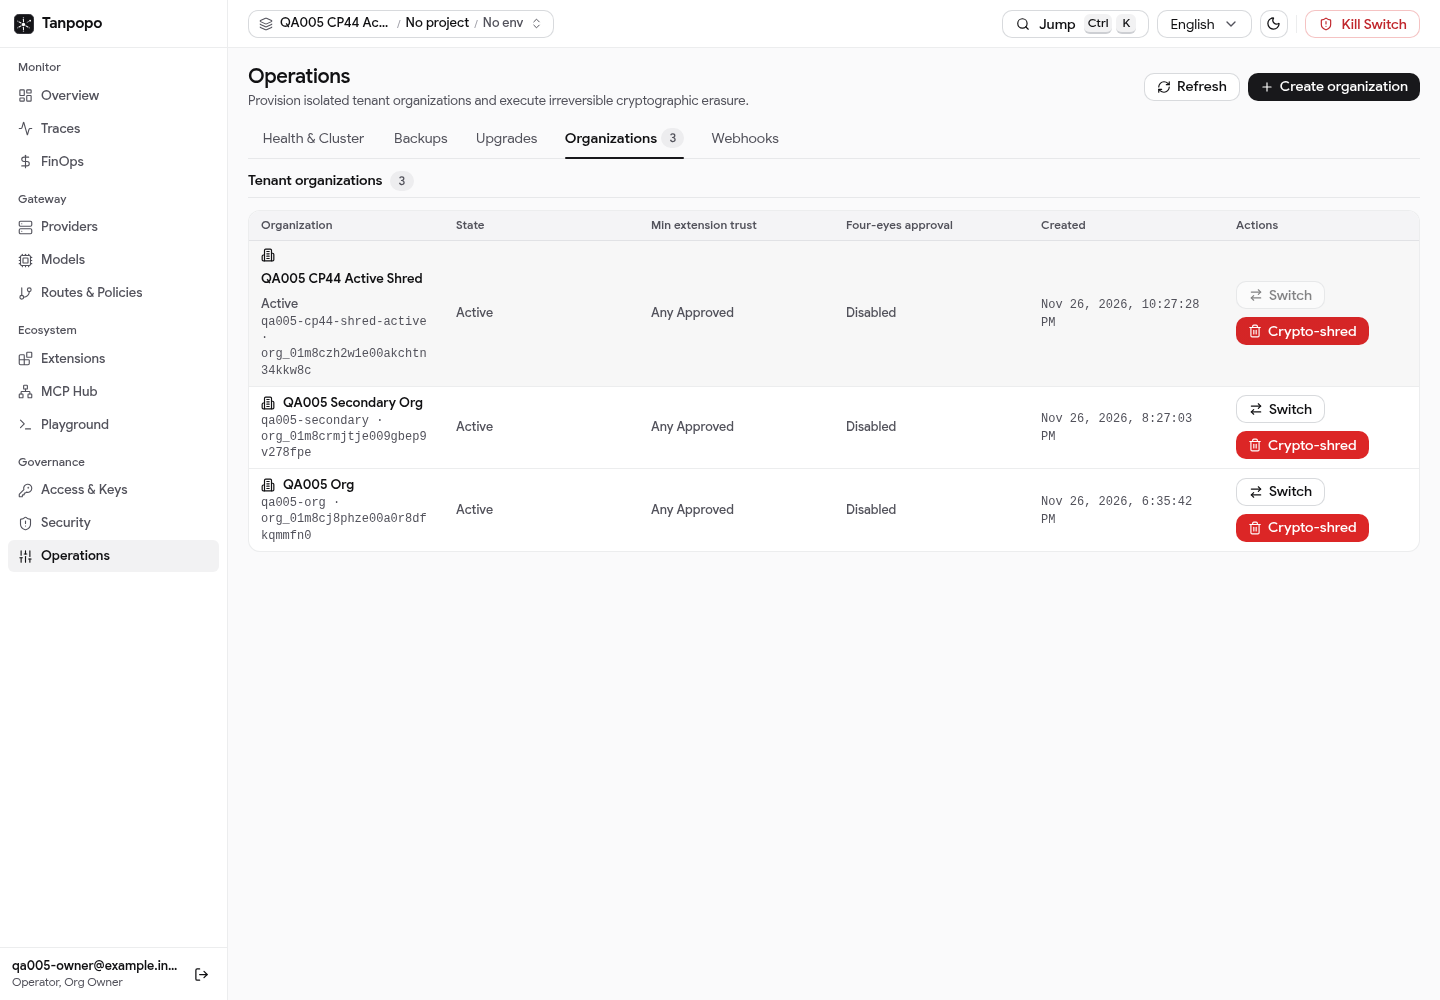 Tanpopo
QA005 CP44 Ac... / No project / No env
Jump Ctrl K
English
Kill Switch
Monitor
Overview
Traces
FinOps
Gateway
Providers
Models
Routes & Policies
Ecosystem
Extensions
MCP Hub
Playground
Governance
Access & Keys
Security
Operations
qa005-owner@example.in...
Operator, Org Owner
Operations
Provision isolated tenant organizations and execute irreversible cryptographic erasure.
Refresh
Create organization
Health & Cluster Backups Upgrades Organizations 3 Webhooks
Tenant organizations 3
Organization State Min extension trust Four-eyes approval Created Actions
QA005 CP44 Active Shred
Active
qa005-cp44-shred-active
·
org_01m8czh2w1e00akchtn
34kkw8c
Active
Any Approved
Disabled
Nov 26, 2026, 10:27:28
PM
Switch
Crypto-shred
QA005 Secondary Org
qa005-secondary ·
org_01m8crmjtje009gbep9
v278fpe
Active
Any Approved
Disabled
Nov 26, 2026, 8:27:03
PM
Switch
Crypto-shred
QA005 Org
qa005-org ·
org_01m8cj8phze00a0r8df
kqmmfn0
Active
Any Approved
Disabled
Nov 26, 2026, 6:35:42
PM
Switch
Crypto-shred